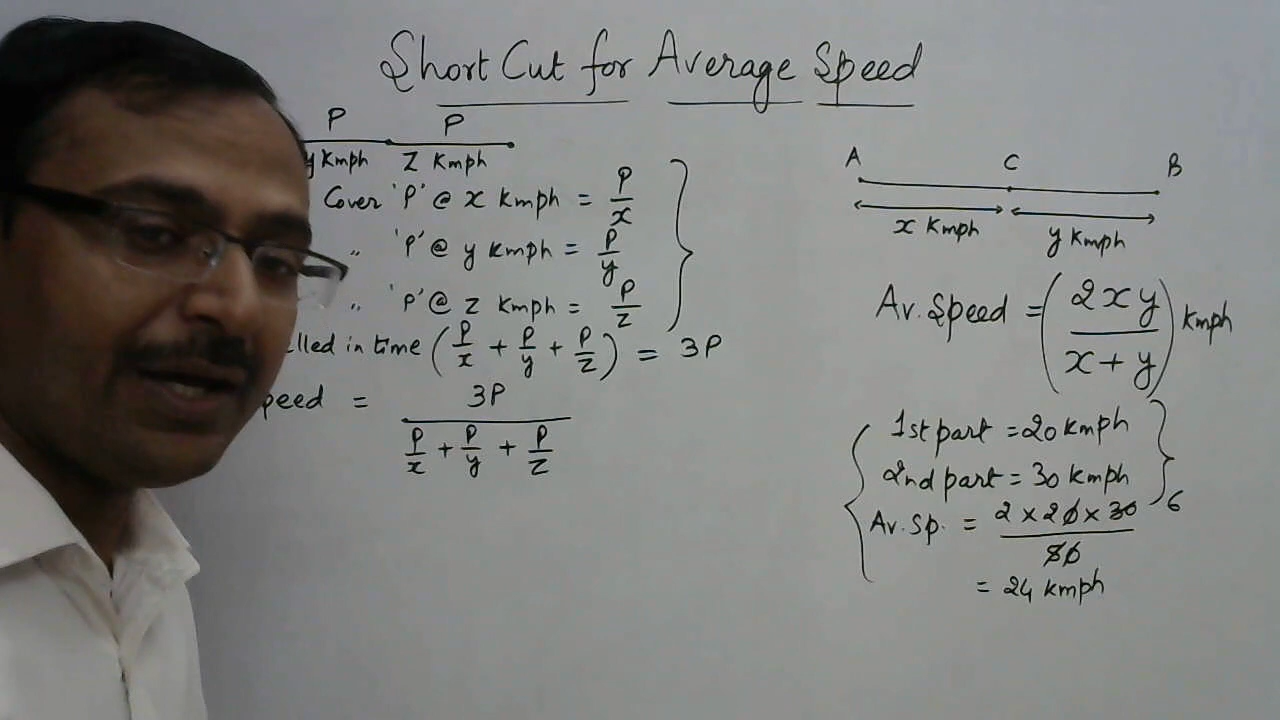 Short Cut for Average Speed
P P
y Kmph Z Kmph
Cover 'P' @ x Kmph = P/x
„ 'P' @ y Kmph = P/y
„ 'P' @ z Kmph = P/z
lled in time (P/x + P/y + P/z) = 3P
peed = 3P / (P/x + P/y + P/z)
A C B
x Kmph y Kmph
Av. Speed = (2xy / x+y) Kmph
1st part = 20 Kmph
2nd part = 30 Kmph
Av. Sp. = 2 x 20 x 30 / 50 6
= 24 Kmph